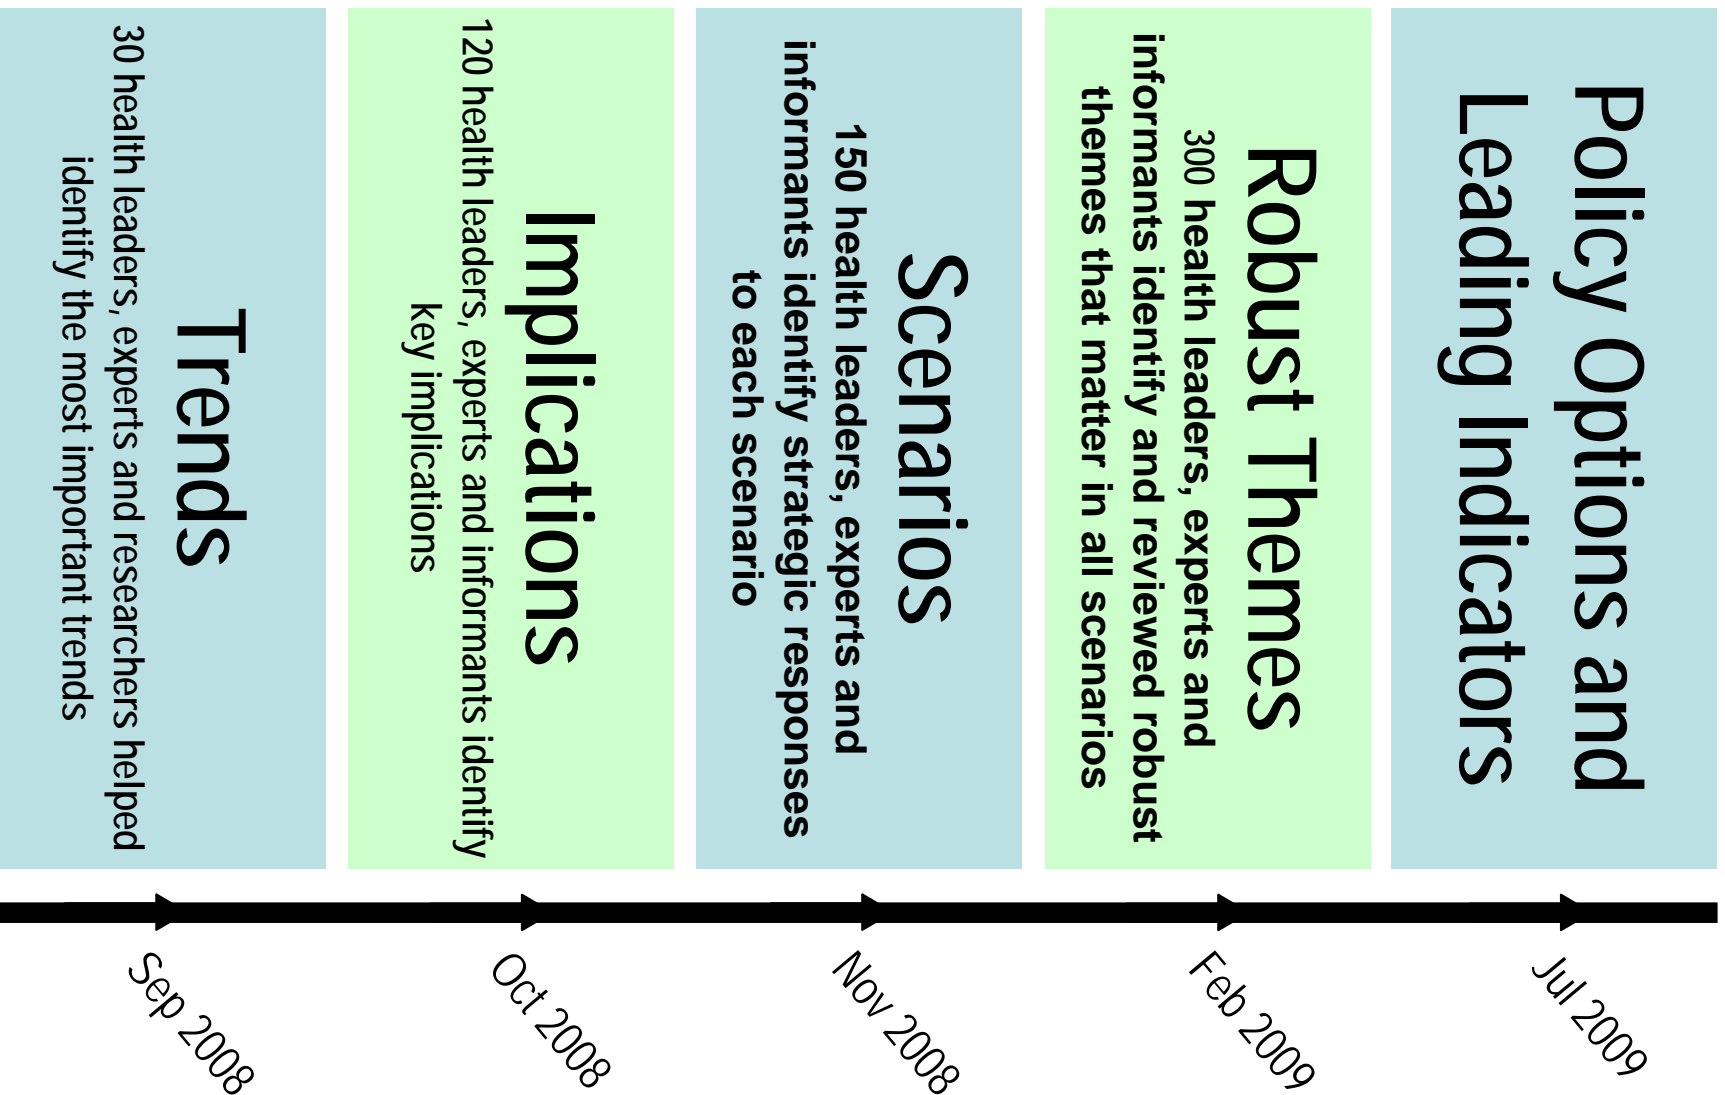 Trends
30 health leaders, experts and researchers helped
identify the most important trends
Implications
120 health leaders, experts and informants identify
key implications
Scenarios
150 health leaders, experts and
informants identify strategic responses
to each scenario
Robust Themes
300 health leaders, experts and
informants identify and reviewed robust
themes that matter in all scenarios
Policy Options and
Leading Indicators
Sep 2008
Oct 2008
Nov 2008
Feb 2009
Jul 2009